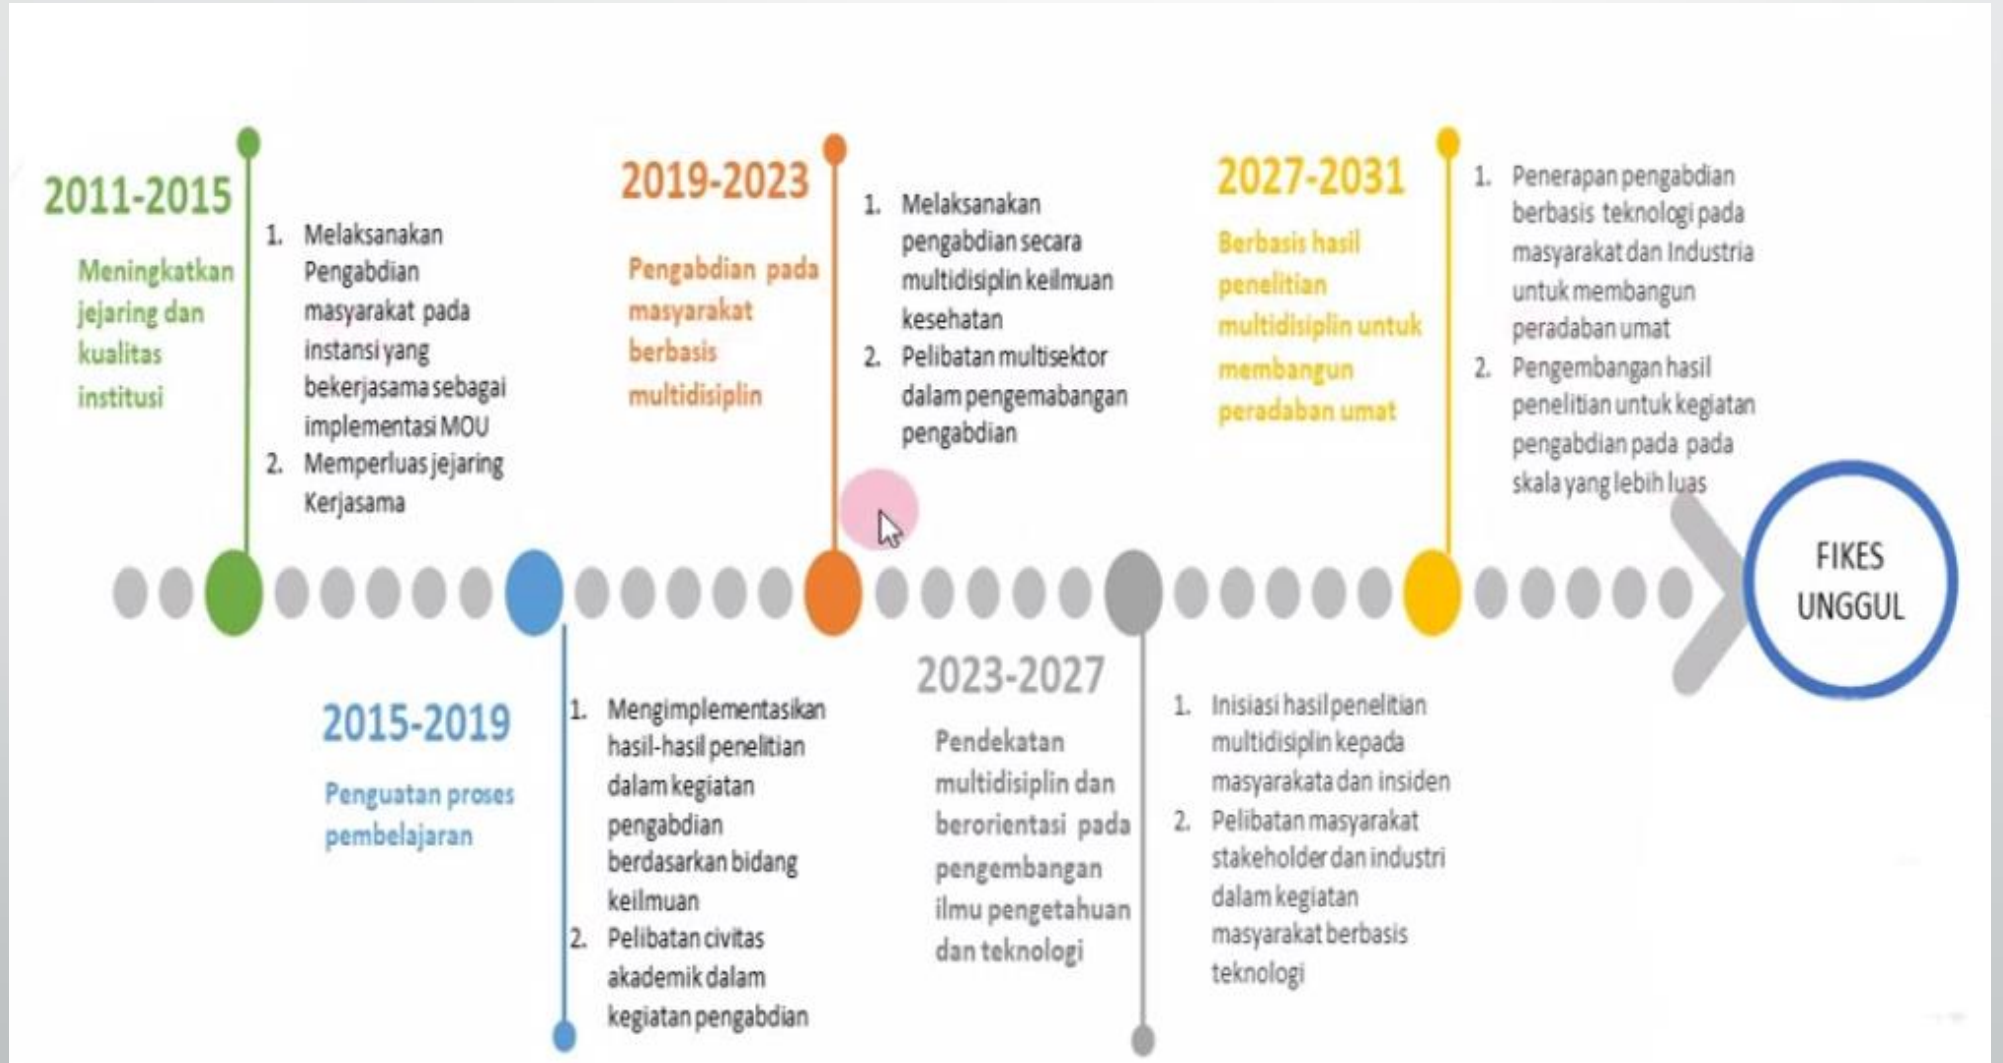 2011-2015
Meningkatkan
jejaring dan
kualitas
institusi
1. Melaksanakan
Pengabdian
masyarakat pada
instansi yang
bekerjasama sebagai
implementasi MOU
2. Memperluas jejaring
Kerjasama
2015-2019
Penguatan proses
pembelajaran
1. Mengimplementasikan
hasil-hasil penelitian
dalam kegiatan
pengabdian
berdasarkan bidang
keilmuan
2. Pelibatan civitas
akademik dalam
kegiatan pengabdian
2019-2023
Pengabdian pada
masyarakat
berbasis
multidisiplin
1. Melaksanakan
pengabdian secara
multidisiplin keilmuan
kesehatan
2. Pelibatan multisektor
dalam pengemabangan
pengabdian
2023-2027
Pendekatan
multidisiplin dan
berorientasi pada
pengembangan
ilmu pengetahuan
dan teknologi
1. Inisiasi hasil penelitian
multidisiplin kepada
masyarakata dan insiden
2. Pelibatan masyarakat
stakeholder dan industri
dalam kegiatan
masyarakat berbasis
teknologi
2027-2031
Berbasis hasil
penelitian
multidisiplin untuk
membangun
peradaban umat
1. Penerapan pengabdian
berbasis teknologi pada
masyarakat dan Industria
untuk membangun
peradaban umat
2. Pengembangan hasil
penelitian untuk kegiatan
pengabdian pada pada
skala yang lebih luas
FIKES
UNGGUL